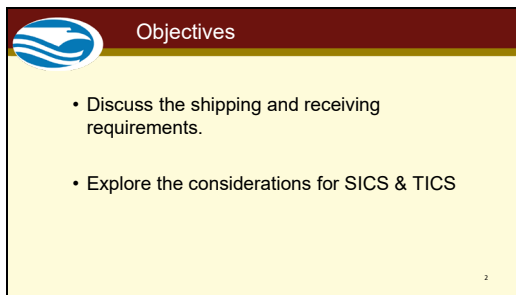 Objectives
• Discuss the shipping and receiving
requirements.
• Explore the considerations for SICS & TICS
2